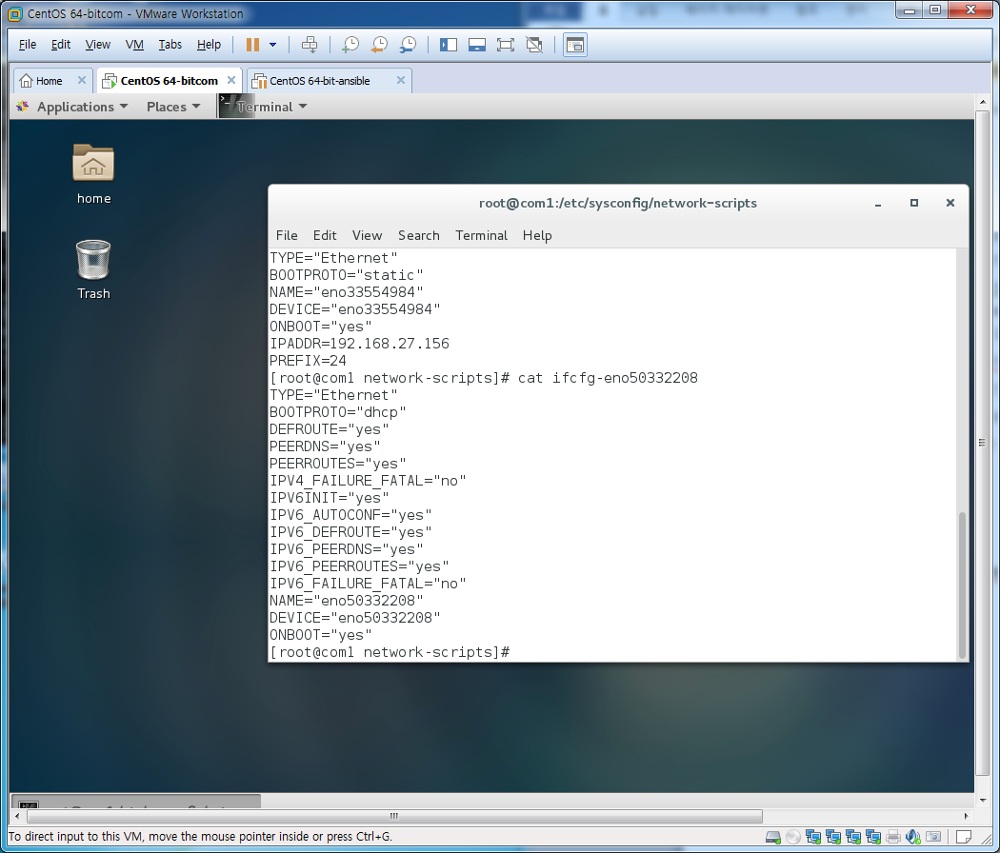 CentOS 64-bitcom - VMware Workstation
File Edit View VM Tabs Help
Home CentOS 64-bitcom CentOS 64-bit-ansible
Applications Places Terminal
home
Trash
root@com1:/etc/sysconfig/network-scripts
File Edit View Search Terminal Help
TYPE="Ethernet"
BOOTPROTO="static"
NAME="eno33554984"
DEVICE="eno33554984"
ONBOOT="yes"
IPADDR=192.168.27.156
PREFIX=24
[root@com1 network-scripts]# cat ifcfg-eno50332208
TYPE="Ethernet"
BOOTPROTO="dhcp"
DEFROUTE="yes"
PEERDNS="yes"
PEERROUTES="yes"
IPV4_FAILURE_FATAL="no"
IPV6INIT="yes"
IPV6_AUTOCONF="yes"
IPV6_DEFROUTE="yes"
IPV6_PEERDNS="yes"
IPV6_PEERROUTES="yes"
IPV6_FAILURE_FATAL="no"
NAME="eno50332208"
DEVICE="eno50332208"
ONBOOT="yes"
[root@com1 network-scripts]#
To direct input to this VM, move the mouse pointer inside or press Ctrl+G.